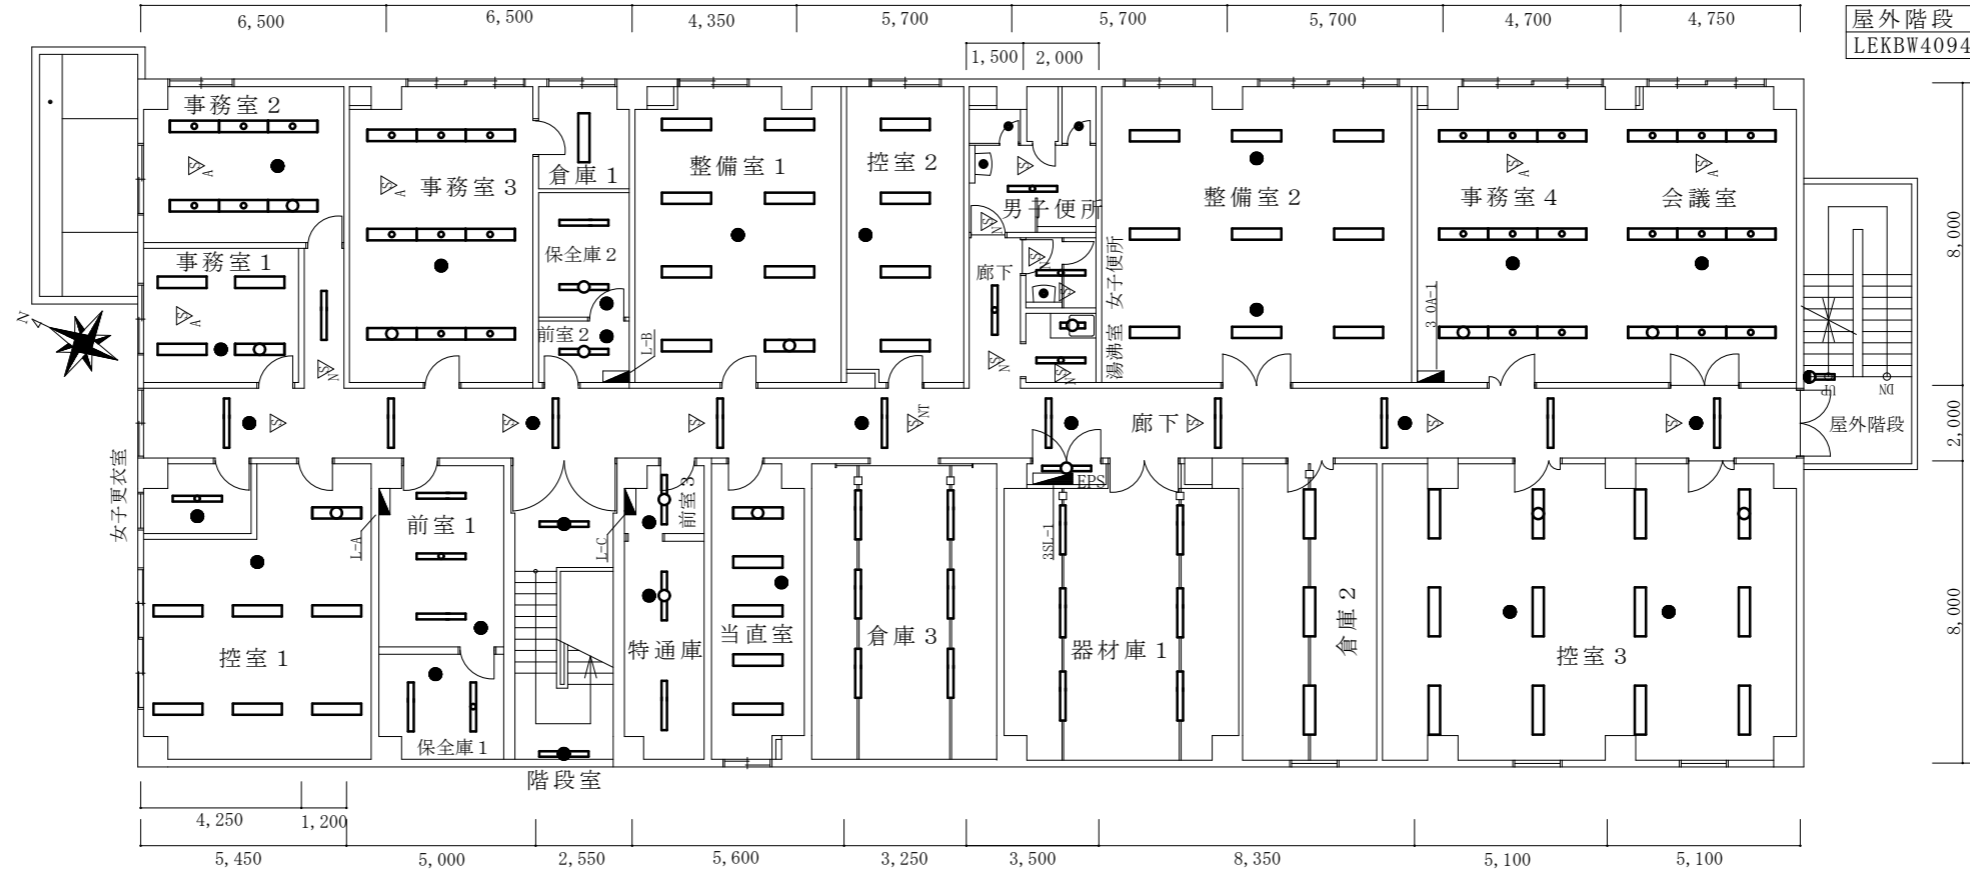 6,500
6,500
4,350
5,700
5,700
5,700
4,700
4,750
屋外階段
LEKBW4094
1,500
2,000
事務室2
A
事務室3
A
倉庫1
保全庫2
前室2
L-B
整備室1
控室2
S
男子便所
廊下
女子便所
湯沸室
整備室2
3 OA-1
事務室4
A
会議室
A
8,000
事務室1
A
N
N
UP
DN
屋外階段
2,000
S
S
S
NT
廊下
S
S
S
女子更衣室
L-A
前室1
L-C
前室3
EPS
3SL-1
控室1
保全庫1
階段室
特通庫
当直室
倉庫3
器材庫1
倉庫2
控室3
8,000
4,250
1,200
5,450
5,000
2,550
5,600
3,250
3,500
8,350
5,100
5,100